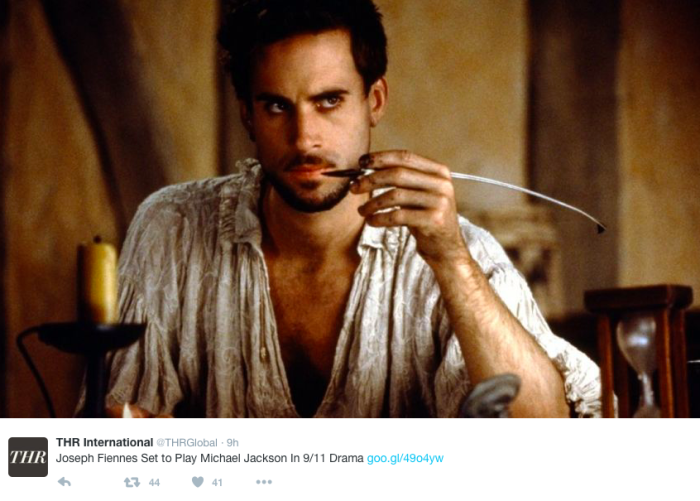 THR International @THRGlobal · 9h
THR Joseph Fiennes Set to Play Michael Jackson In 9/11 Drama goo.gl/49o4yw
44 41